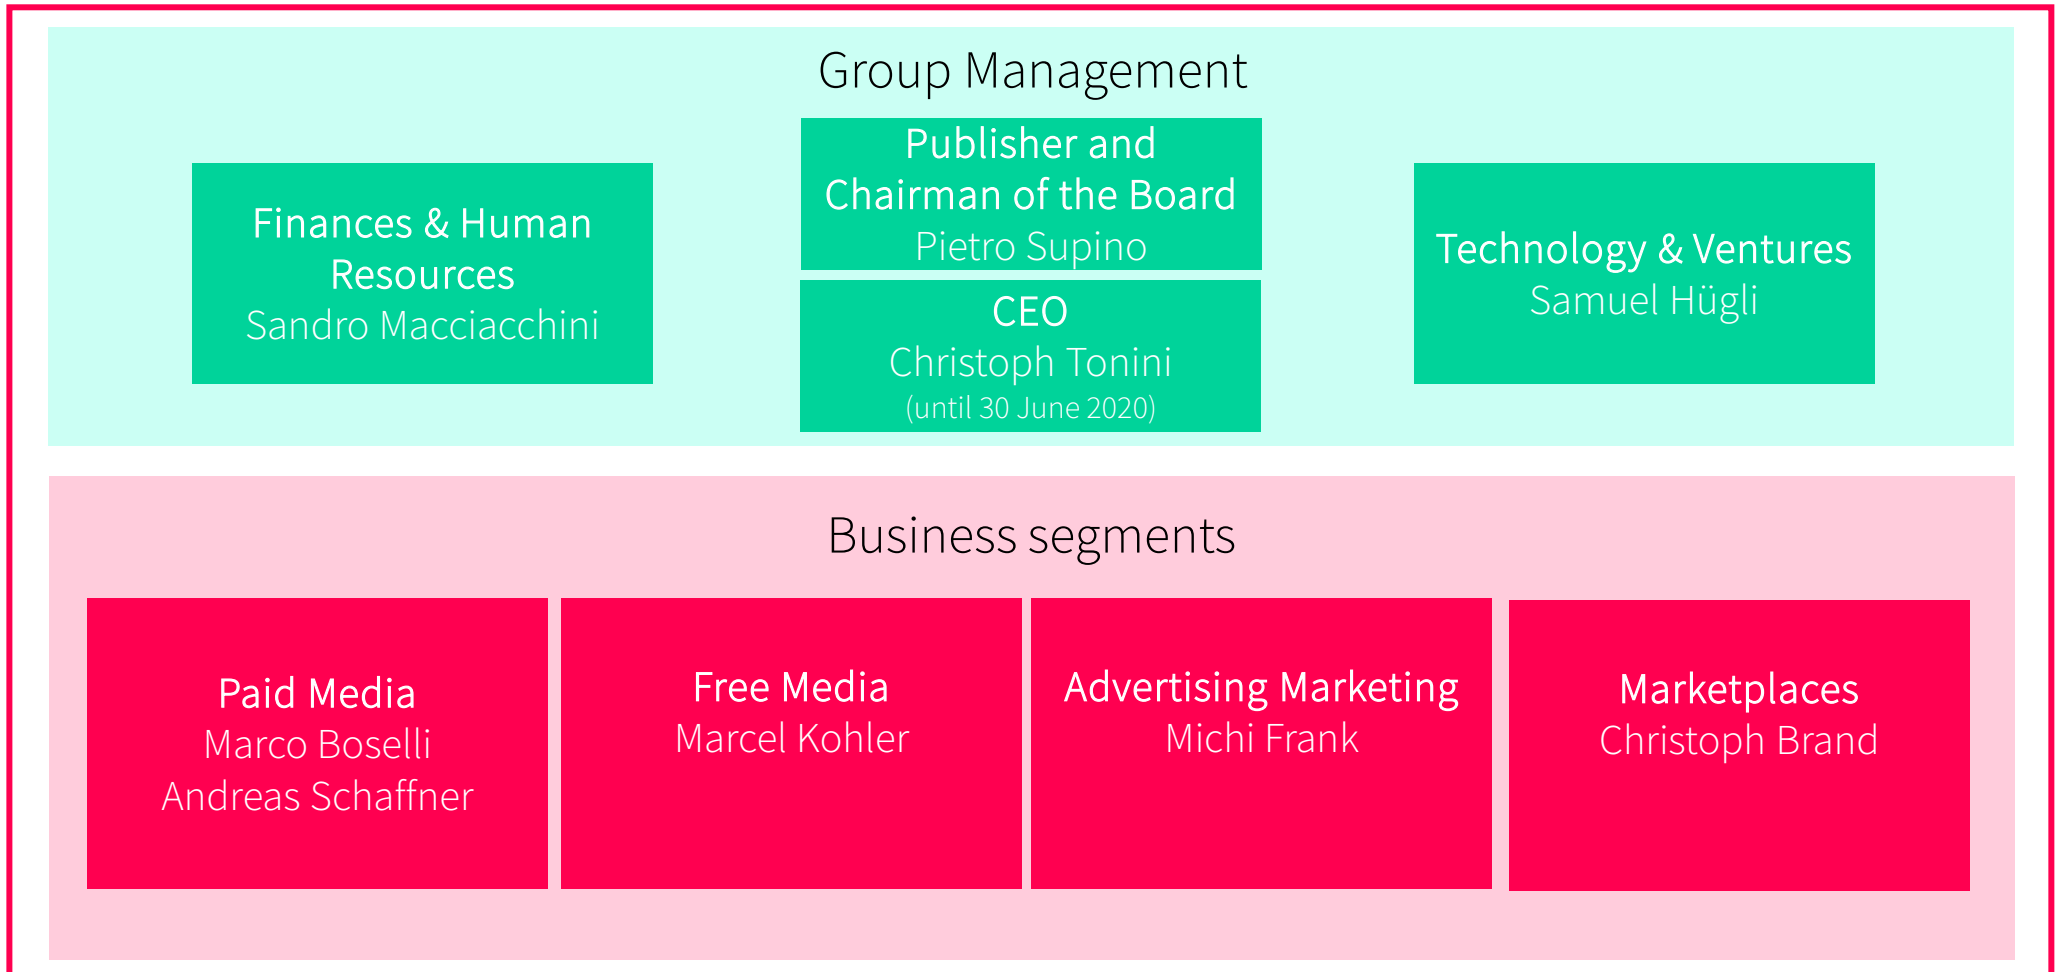 Group Management
Finances & Human
Resources
Sandro Macciacchini
Publisher and
Chairman of the Board
Pietro Supino
CEO
Christoph Tonini
(until 30 June 2020)
Technology & Ventures
Samuel Hügli
Business segments
Paid Media
Marco Boselli
Andreas Schaffner
Free Media
Marcel Kohler
Advertising Marketing
Michi Frank
Marketplaces
Christoph Brand